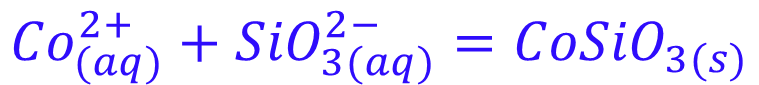 Co²⁺₍aq₎ + SiO₃²⁻₍aq₎ = CoSiO₃₍s₎